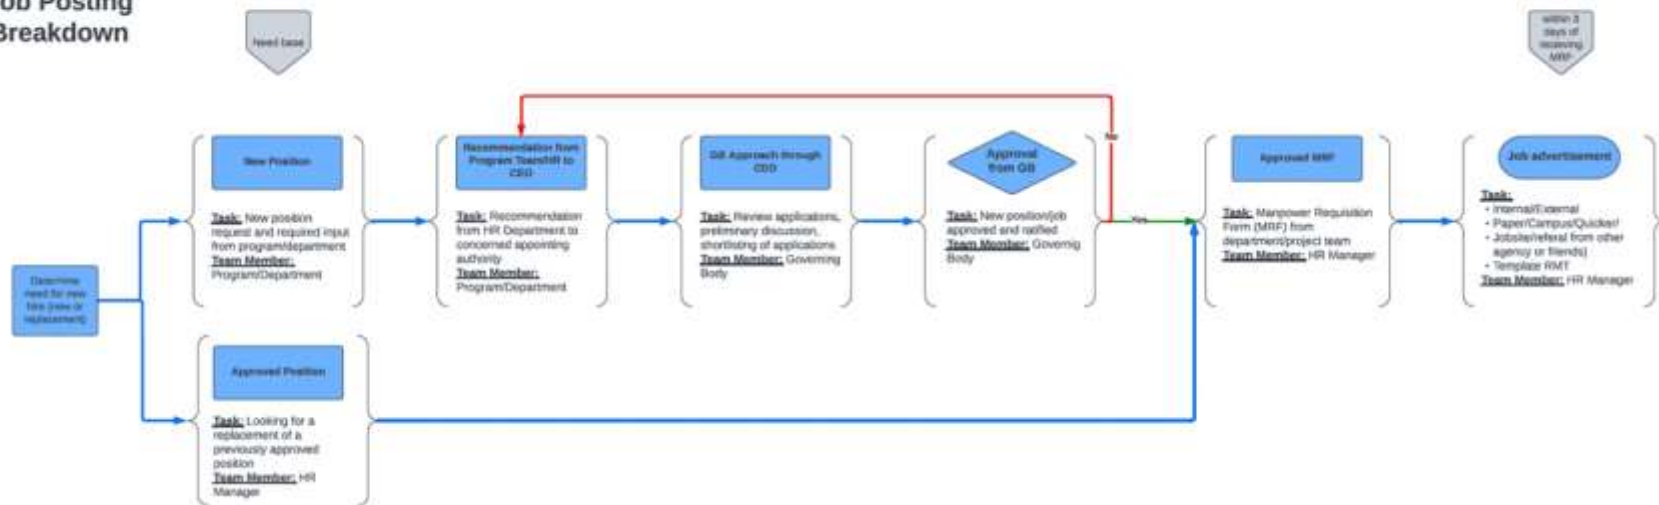 Job Posting
Breakdown
Need base
within 3
days of
recieving
MRF
New Position
Task: New position
request and required input
from program/department
Team Member:
Program/Department
Recommendation from
Program Team/HR to
CEO
Task: Recommendation
from HR Department to
concerned appointing
authority
Team Member:
Program/Department
GB Approach through
Task: Review applications,
preliminary discussion,
shortlisting of applications
Team Member: Governing
Body
Approval
from GB
Task: New position/job
approved and ratified
Team Member: Governig
Body
No
Yes
Approved MRF
Task: Manpower Requisition
Form (MRF) from
department/project team
Team Member: HR Manager
Job advertisement
Task:
• Internal/External
• Paper/Campus/Quicker/
• Jobsite/referal from other
agency or friends)
• Template RMT
Team Member: HR Manager
Determine
need for new
hire (new or
replacement)
Approved Position
Task: Looking for a
replacement of a
previously approved
position
Team Member: HR
Manager